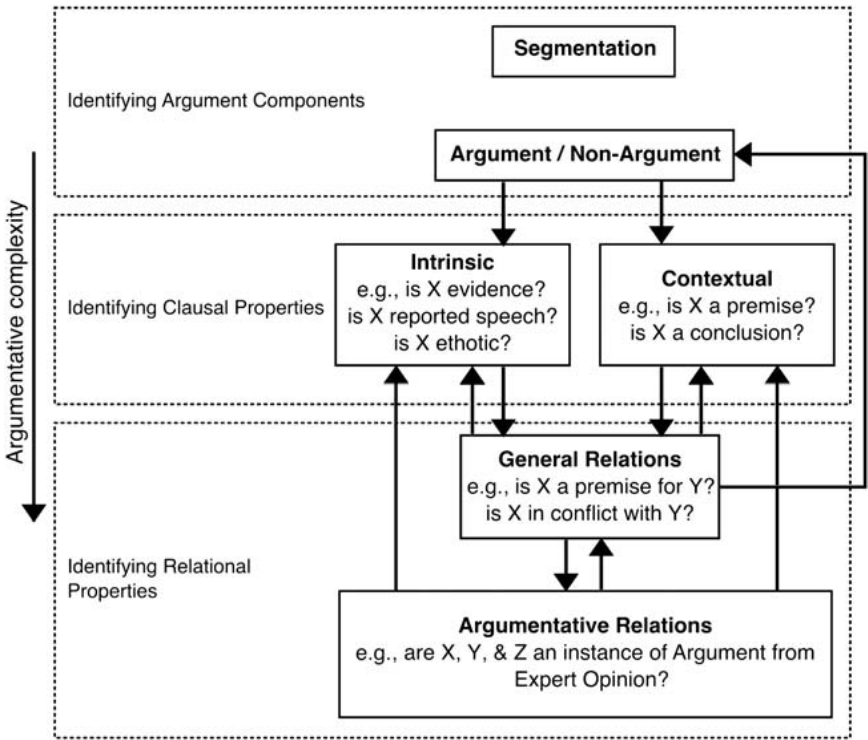 Segmentation
Identifying Argument Components
Argument / Non-Argument
Argumentative complexity
Intrinsic
e.g., is X evidence?
is X reported speech?
is X ethotic?
Contextual
e.g., is X a premise?
is X a conclusion?
Identifying Clausal Properties
General Relations
e.g., is X a premise for Y?
is X in conflict with Y?
Identifying Relational
Properties
Argumentative Relations
e.g., are X, Y, & Z an instance of Argument from
Expert Opinion?